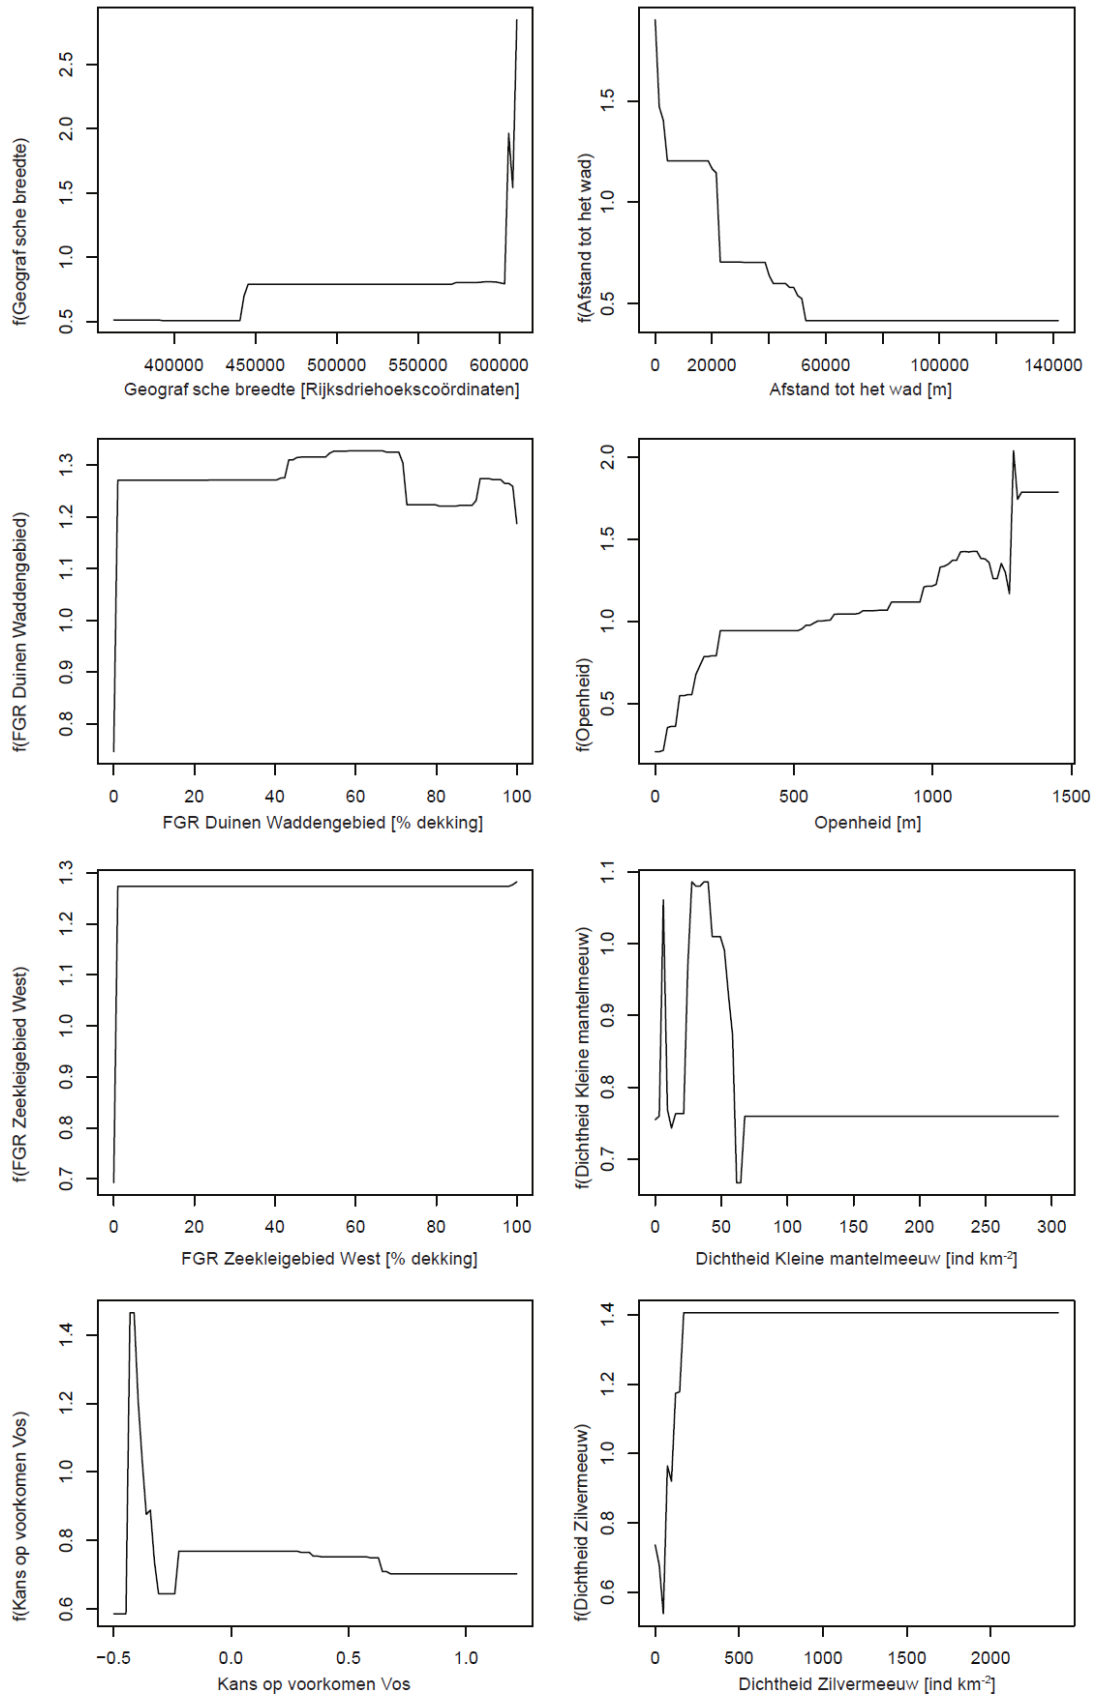 f(Geograf sche breedte)
2.5
2.0
1.5
1.0
0.5
400000 450000 500000 550000 600000
Geograf sche breedte [Rijksdriehoekscoördinaten]
f(Afstand tot het wad)
1.5
1.0
0.5
0 20000 60000 100000 140000
Afstand tot het wad [m]
f(FGR Duinen Waddengebied)
1.3
1.2
1.1
1.0
0.9
0.8
0 20 40 60 80 100
FGR Duinen Waddengebied [% dekking]
f(Openheid)
2.0
1.5
1.0
0.5
0 500 1000 1500
Openheid [m]
f(FGR Zeekleigebied West)
1.3
1.2
1.1
1.0
0.9
0.8
0.7
0 20 40 60 80 100
FGR Zeekleigebied West [% dekking]
f(Dichtheid Kleine mantelmeeuw)
1.1
1.0
0.9
0.8
0.7
0 50 100 150 200 250 300
Dichtheid Kleine mantelmeeuw [ind km-2]
f(Kans op voorkomen Vos)
1.4
1.2
1.0
0.8
0.6
−0.5 0.0 0.5 1.0
Kans op voorkomen Vos
f(Dichtheid Zilvermeeuw)
1.4
1.2
1.0
0.8
0.6
0 500 1000 1500 2000
Dichtheid Zilvermeeuw [ind km-2]